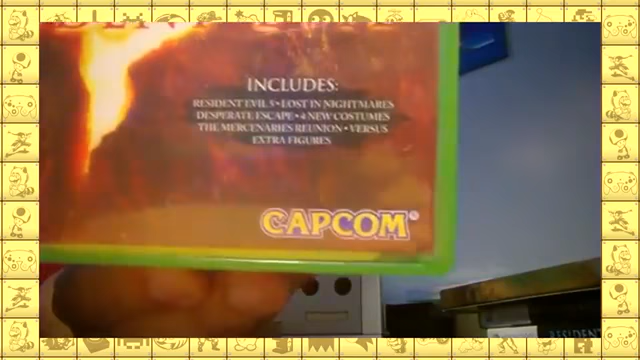 INCLUDES:
RESIDENT EVIL 5 • LOST IN NIGHTMARES
DESPERATE ESCAPE • 4 NEW COSTUMES
THE MERCENARIES REUNION • VERSUS
EXTRA FIGURES
CAPCOM®
RESIDENT